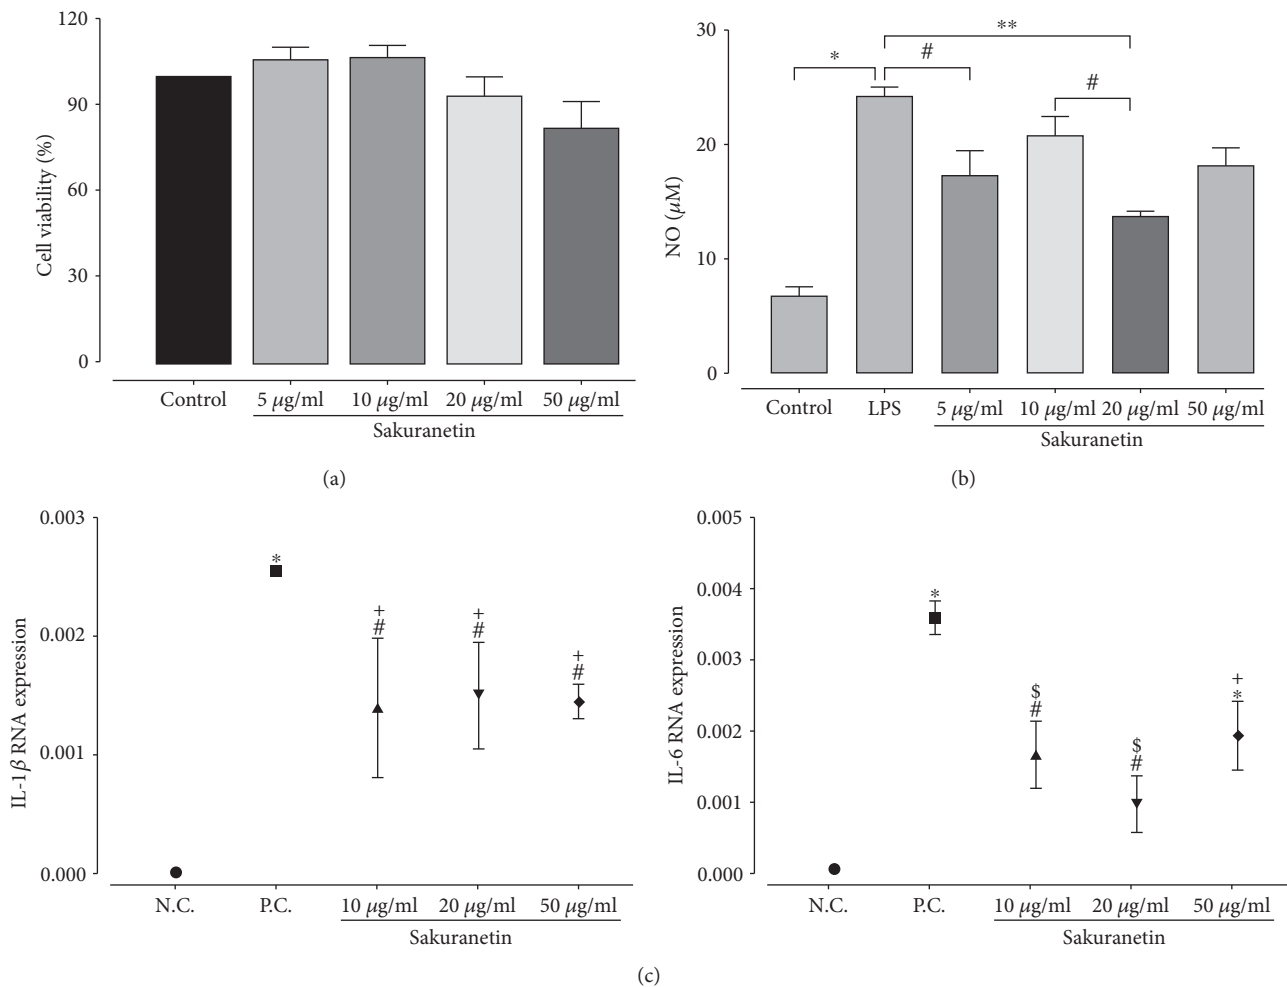 120
90
60
30
0
Cell viability (%)
Control
5 μg/ml
10 μg/ml
20 μg/ml
50 μg/ml
Sakuranetin
(a)
30
20
10
0
NO (μM)
*
**
#
#
Control
LPS
5 μg/ml
10 μg/ml
20 μg/ml
50 μg/ml
Sakuranetin
(b)
0.003
0.002
0.001
0.000
IL-1β RNA expression
*
+
#
+
#
+
#
N.C.
P.C.
10 μg/ml
20 μg/ml
50 μg/ml
Sakuranetin
0.005
0.004
0.003
0.002
0.001
0.000
IL-6 RNA expression
*
$
#
$
#
+
*
N.C.
P.C.
10 μg/ml
20 μg/ml
50 μg/ml
Sakuranetin
(c)